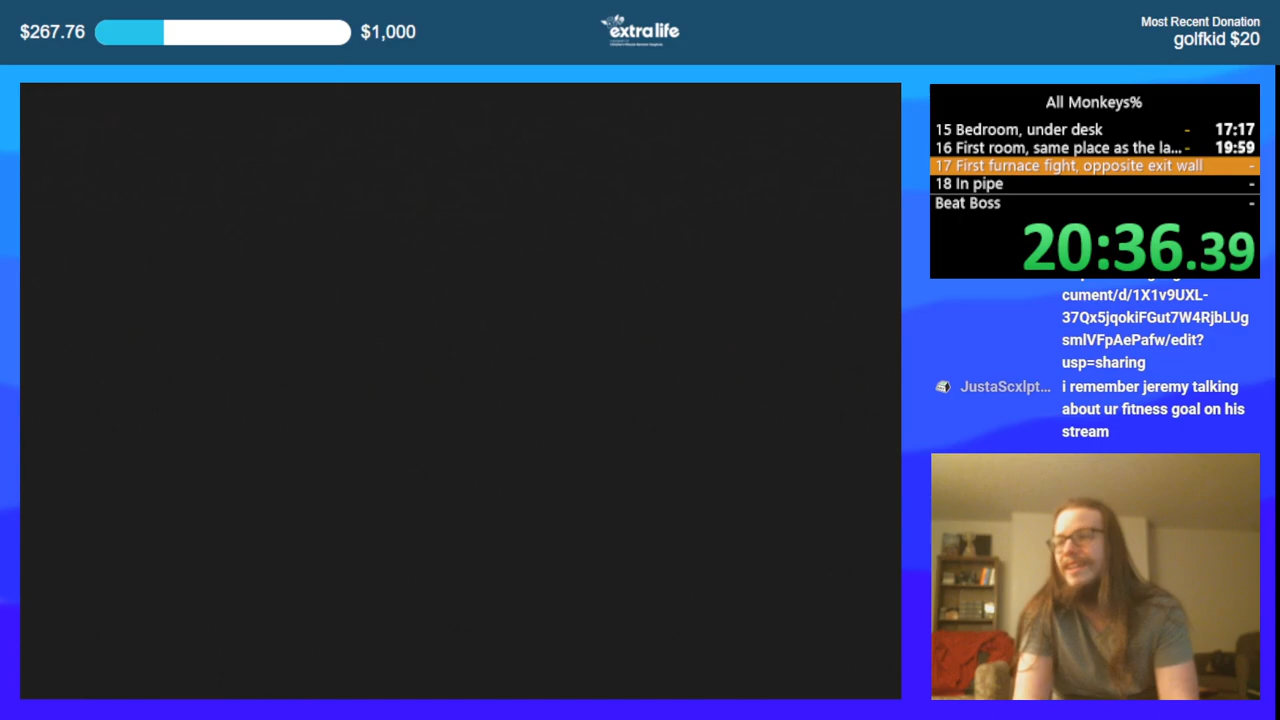 $267.76
$1,000
extralife
Most Recent Donation
golfkid $20
All Monkeys%
15 Bedroom, under desk - 17:17
16 First room, same place as the la... - 19:59
17 First furnace fight, opposite exit wall -
18 In pipe -
Beat Boss -
20:36.39
cument/d/1X1v9UXL-
37Qx5jqokiFGut7W4RjbLUg
smlVFpAePafw/edit?
usp=sharing
JustaScxlpt... i remember jeremy talking
about ur fitness goal on his
stream